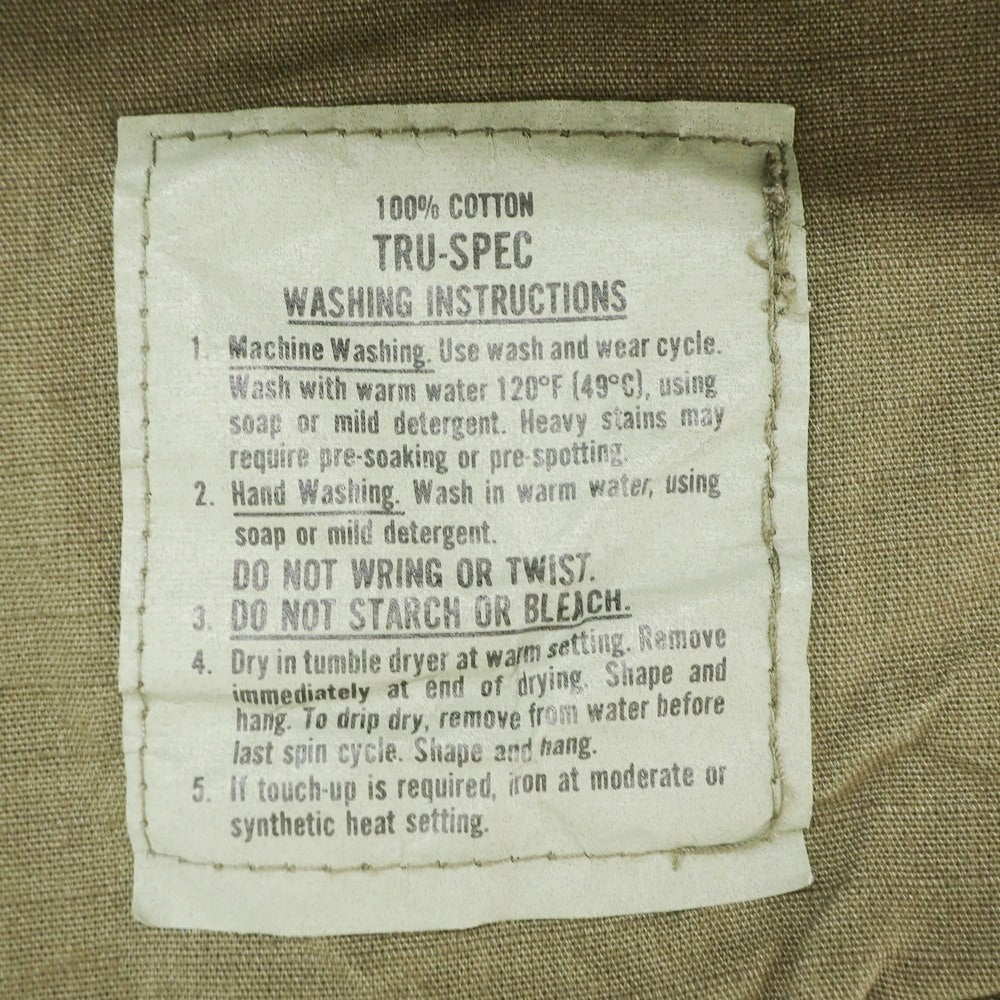 100% COTTON
TRU-SPEC
WASHING INSTRUCTIONS
1. Machine Washing. Use wash and wear cycle.
Wash with warm water 120°F (49°C), using
soap or mild detergent. Heavy stains may
require pre-soaking or pre-spotting.
2. Hand Washing. Wash in warm water, using
soap or mild detergent.
DO NOT WRING OR TWIST.
3. DO NOT STARCH OR BLEACH.
4. Dry in tumble dryer at warm setting. Remove
immediately at end of drying. Shape and
hang. To drip dry, remove from water before
last spin cycle. Shape and hang.
5. If touch-up is required, iron at moderate or
synthetic heat setting.